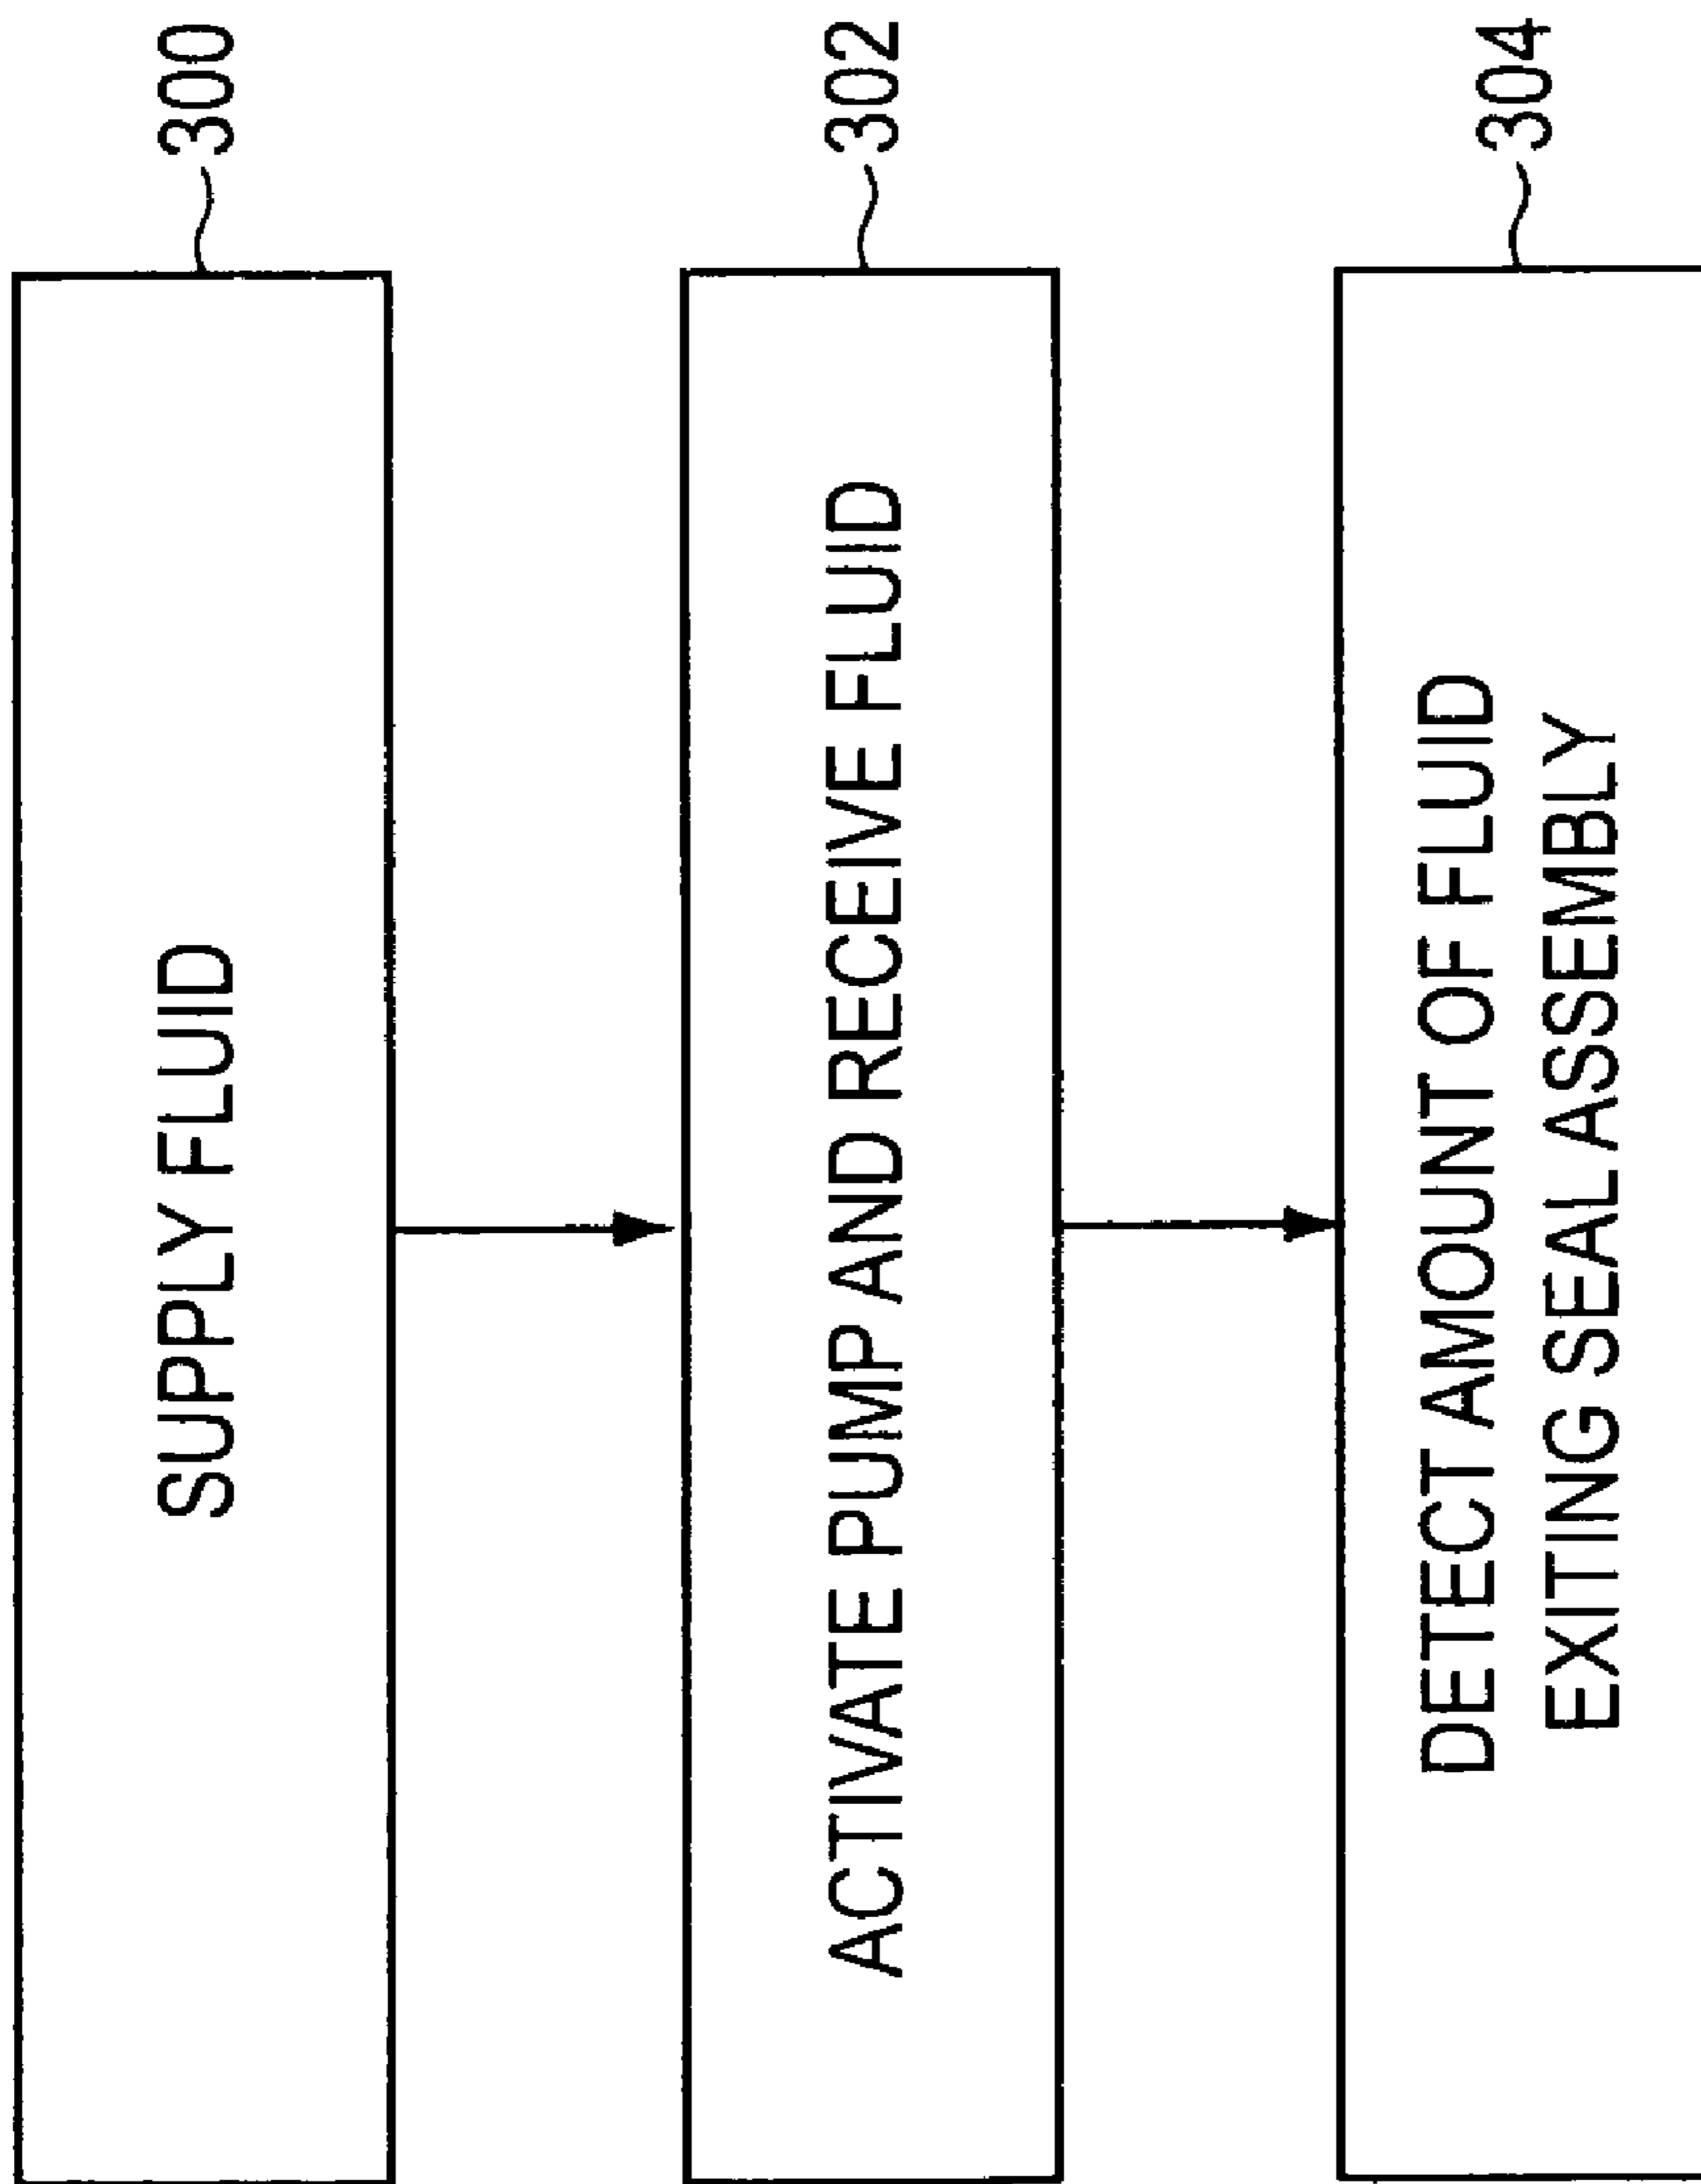 SUPPLY FLUID
300
ACTIVATE PUMP AND RECEIVE FLUID
302
DETECT AMOUNT OF FLUID
EXITING SEAL ASSEMBLY
304